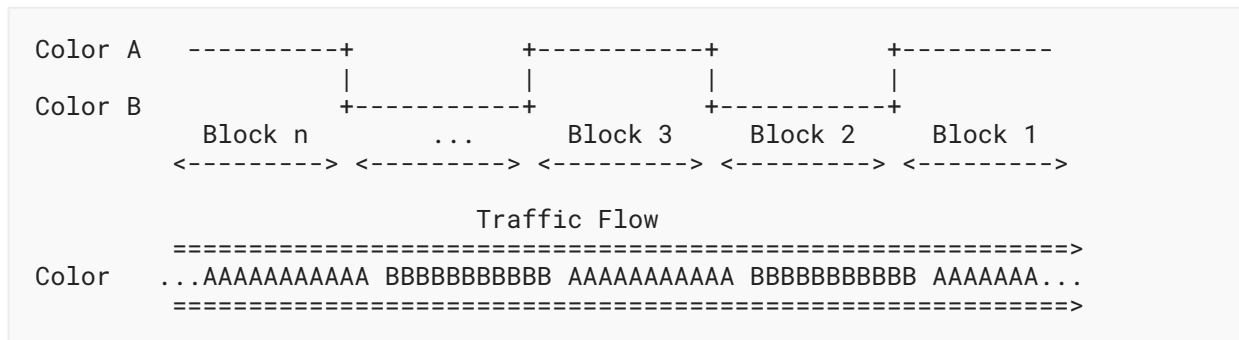 Color A  ----------+           +-----------+           +----------
                   |           |           |           |
Color B            +-----------+           +-----------+
          Block n        ...      Block 3     Block 2     Block 1
        <---------> <---------> <---------> <---------> <--------->
                            Traffic Flow
        ===========================================================>
Color  ...AAAAAAAAAAA BBBBBBBBBBB AAAAAAAAAAA BBBBBBBBBBB AAAAAAA...
        ===========================================================>